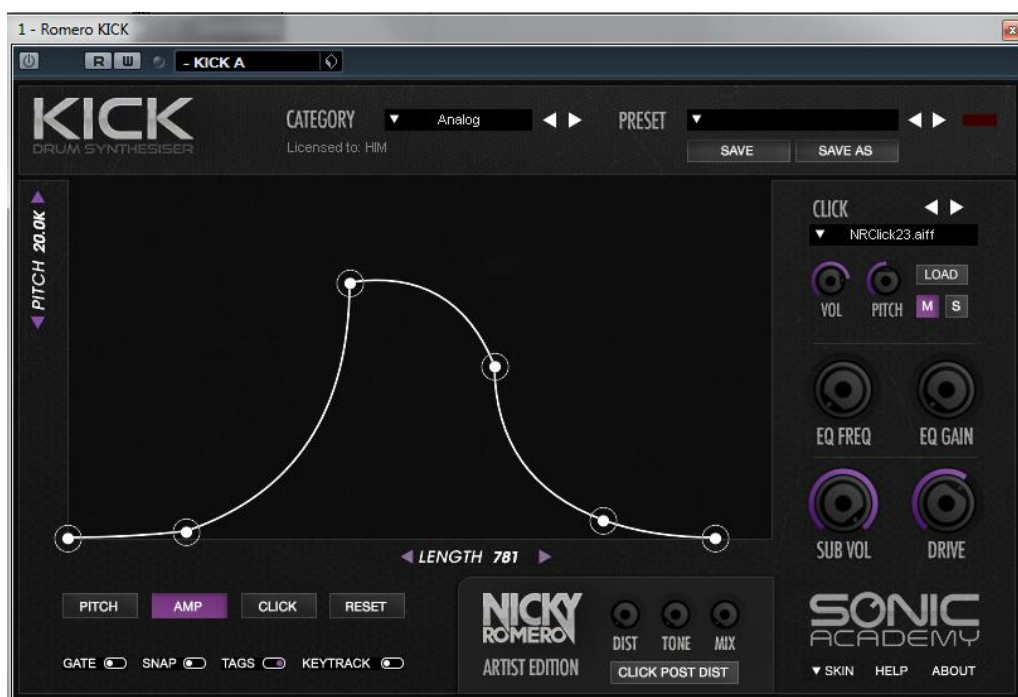 1 - Romero KICK
R W - KICK A
KICK
DRUM SYNTHESISER
CATEGORY Analog
Licensed to: HIM
PRESET
SAVE SAVE AS
PITCH 20.0K
CLICK
NRClick23.aiff
LOAD
VOL PITCH M S
EQ FREQ EQ GAIN
SUB VOL DRIVE
LENGTH 781
PITCH AMP CLICK RESET
GATE SNAP TAGS KEYTRACK
NICKY
ROMERO
ARTIST EDITION
DIST TONE MIX
CLICK POST DIST
SONIC
ACADEMY
SKIN HELP ABOUT